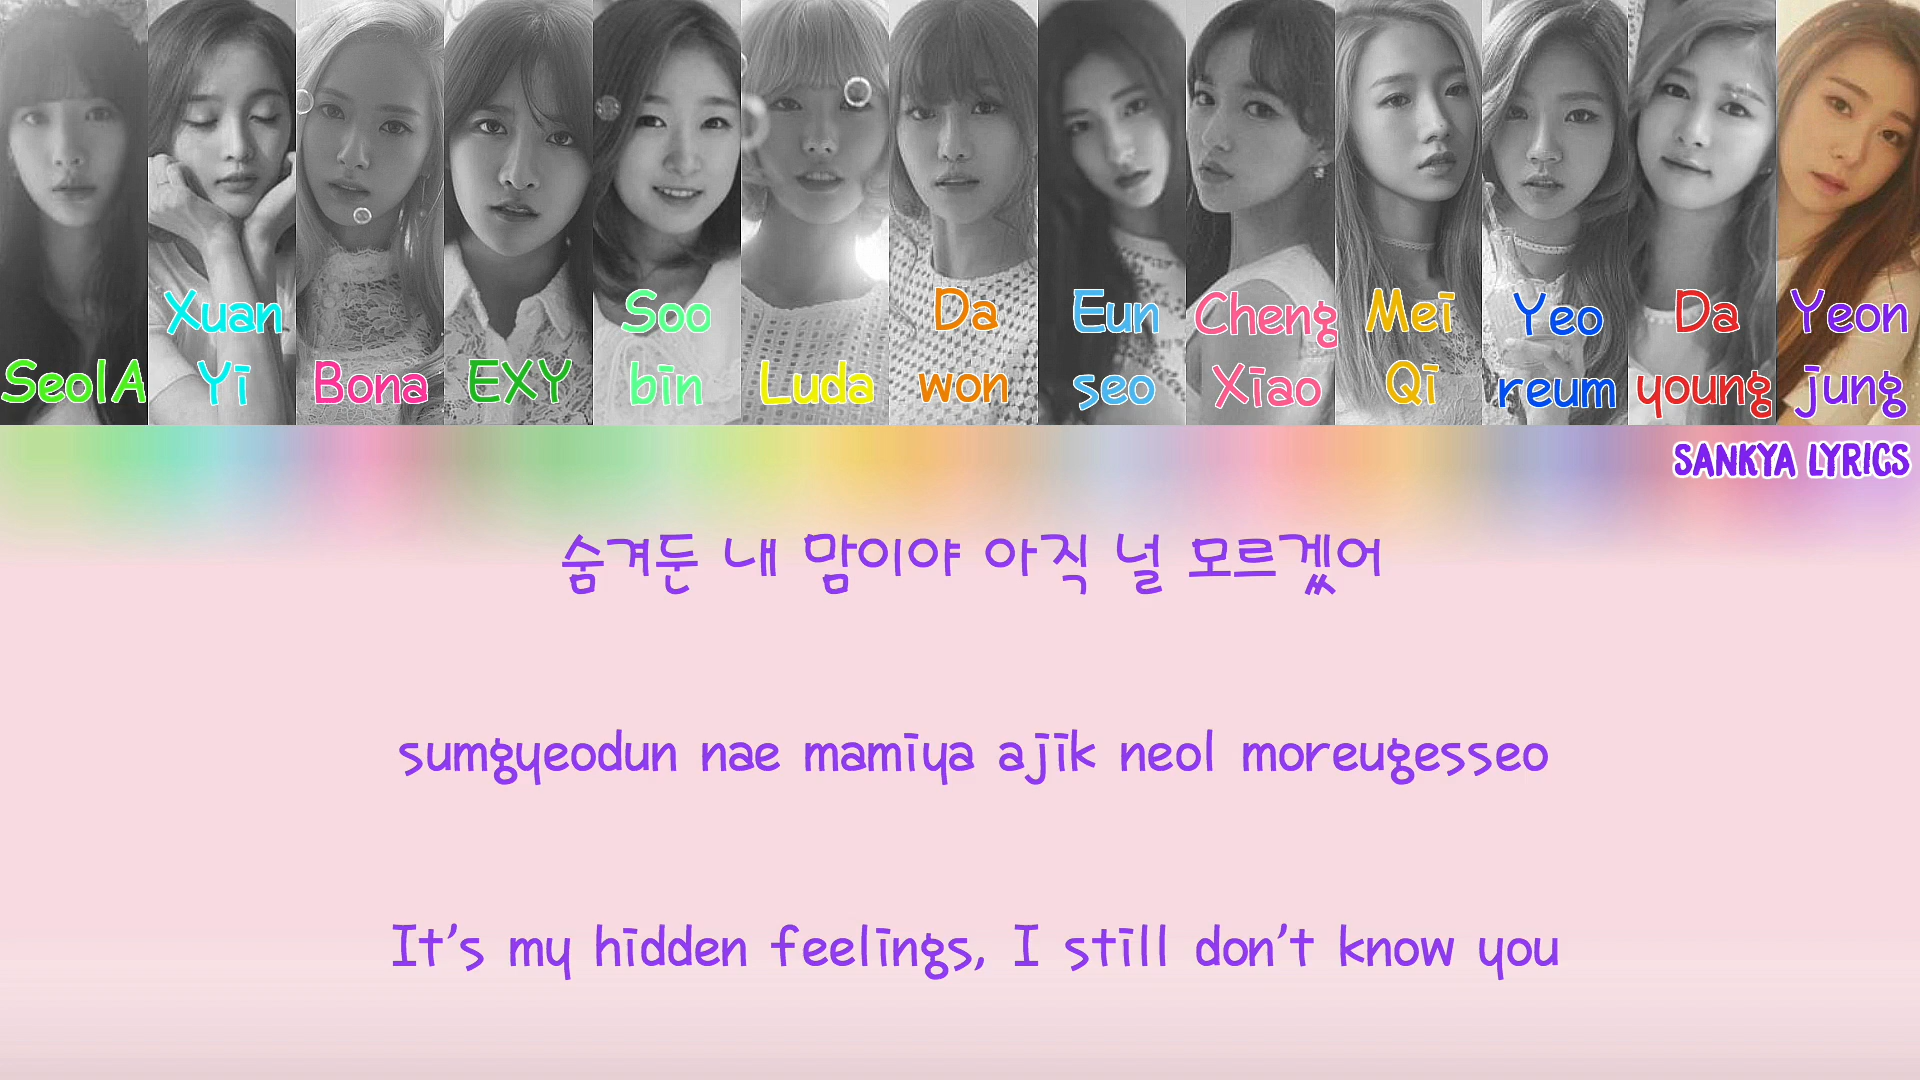 SeolA
Xuan
Yi
Bona
EXY
Soo
bin
Luda
Da
won
Eun
seo
Cheng
Xiao
Mei
Qi
Yeo
reum
Da
young
Yeon
jung
SANKYA LYRICS
숨겨둔 내 맘이야 아직 널 모르겠어
sumgyeodun nae mamiya ajik neol moreugesseo
It's my hidden feelings, I still don't know you